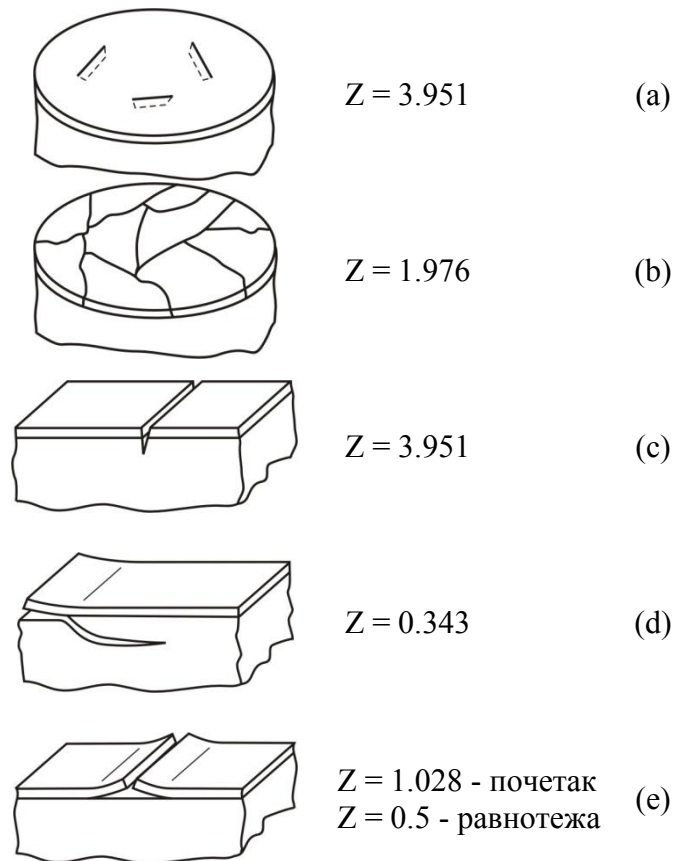 Z = 3.951 (a)
Z = 1.976 (b)
Z = 3.951 (c)
Z = 0.343 (d)
Z = 1.028 - почетак
Z = 0.5 - равнотежа (e)